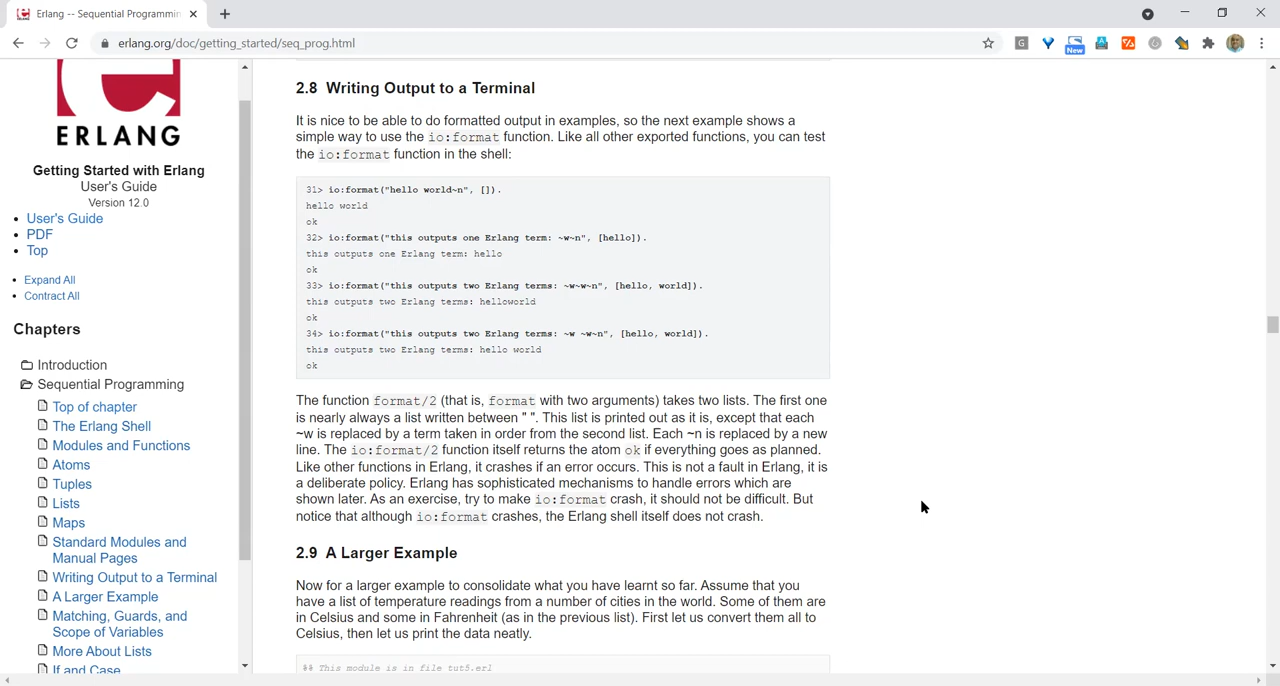 Erlang -- Sequential Programmin
erlang.org/doc/getting_started/seq_prog.html
New
ERLANG
Getting Started with Erlang
User's Guide
Version 12.0
User's Guide
PDF
Top
Expand All
Contract All
Chapters
Introduction
Sequential Programming
Top of chapter
The Erlang Shell
Modules and Functions
Atoms
Tuples
Lists
Maps
Standard Modules and
Manual Pages
Writing Output to a Terminal
A Larger Example
Matching, Guards, and
Scope of Variables
More About Lists
If and Case
2.8 Writing Output to a Terminal
It is nice to be able to do formatted output in examples, so the next example shows a
simple way to use the io:format function. Like all other exported functions, you can test
the io:format function in the shell:
31> io:format("hello world~n", []).
hello world
ok
32> io:format("this outputs one Erlang term: ~w~n", [hello]).
this outputs one Erlang term: hello
ok
33> io:format("this outputs two Erlang terms: ~w~w~n", [hello, world]).
this outputs two Erlang terms: helloworld
ok
34> io:format("this outputs two Erlang terms: ~w ~w~n", [hello, world]).
this outputs two Erlang terms: hello world
ok
The function format/2 (that is, format with two arguments) takes two lists. The first one
is nearly always a list written between " ". This list is printed out as it is, except that each
~w is replaced by a term taken in order from the second list. Each ~n is replaced by a new
line. The io:format/2 function itself returns the atom ok if everything goes as planned.
Like other functions in Erlang, it crashes if an error occurs. This is not a fault in Erlang, it is
a deliberate policy. Erlang has sophisticated mechanisms to handle errors which are
shown later. As an exercise, try to make io:format crash, it should not be difficult. But
notice that although io:format crashes, the Erlang shell itself does not crash.
2.9 A Larger Example
Now for a larger example to consolidate what you have learnt so far. Assume that you
have a list of temperature readings from a number of cities in the world. Some of them are
in Celsius and some in Fahrenheit (as in the previous list). First let us convert them all to
Celsius, then let us print the data neatly.
%% This module is in file tut5.erl